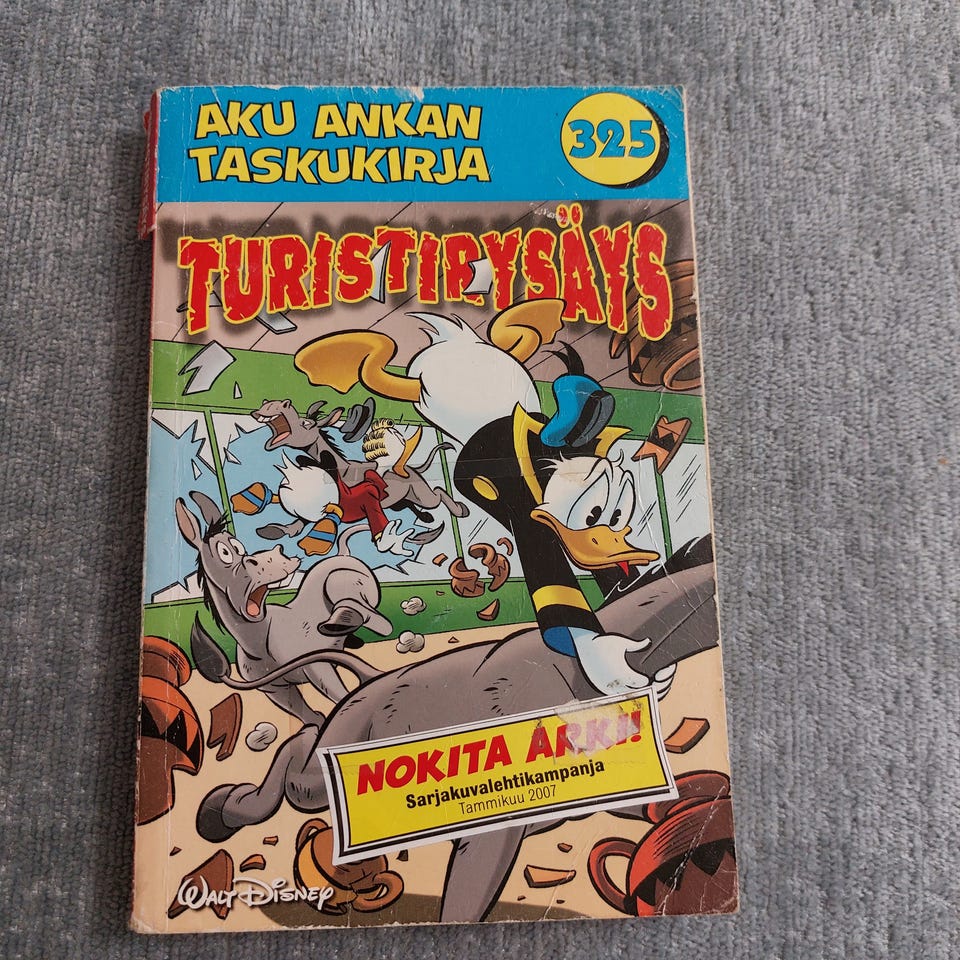 AKU ANKAN
TASKUKIRJA
325
TURISTIRYSÄYS
NOKITA ARKI!
Sarjakuvalehtikampanja
Tammikuu 2007
WALT DISNEY